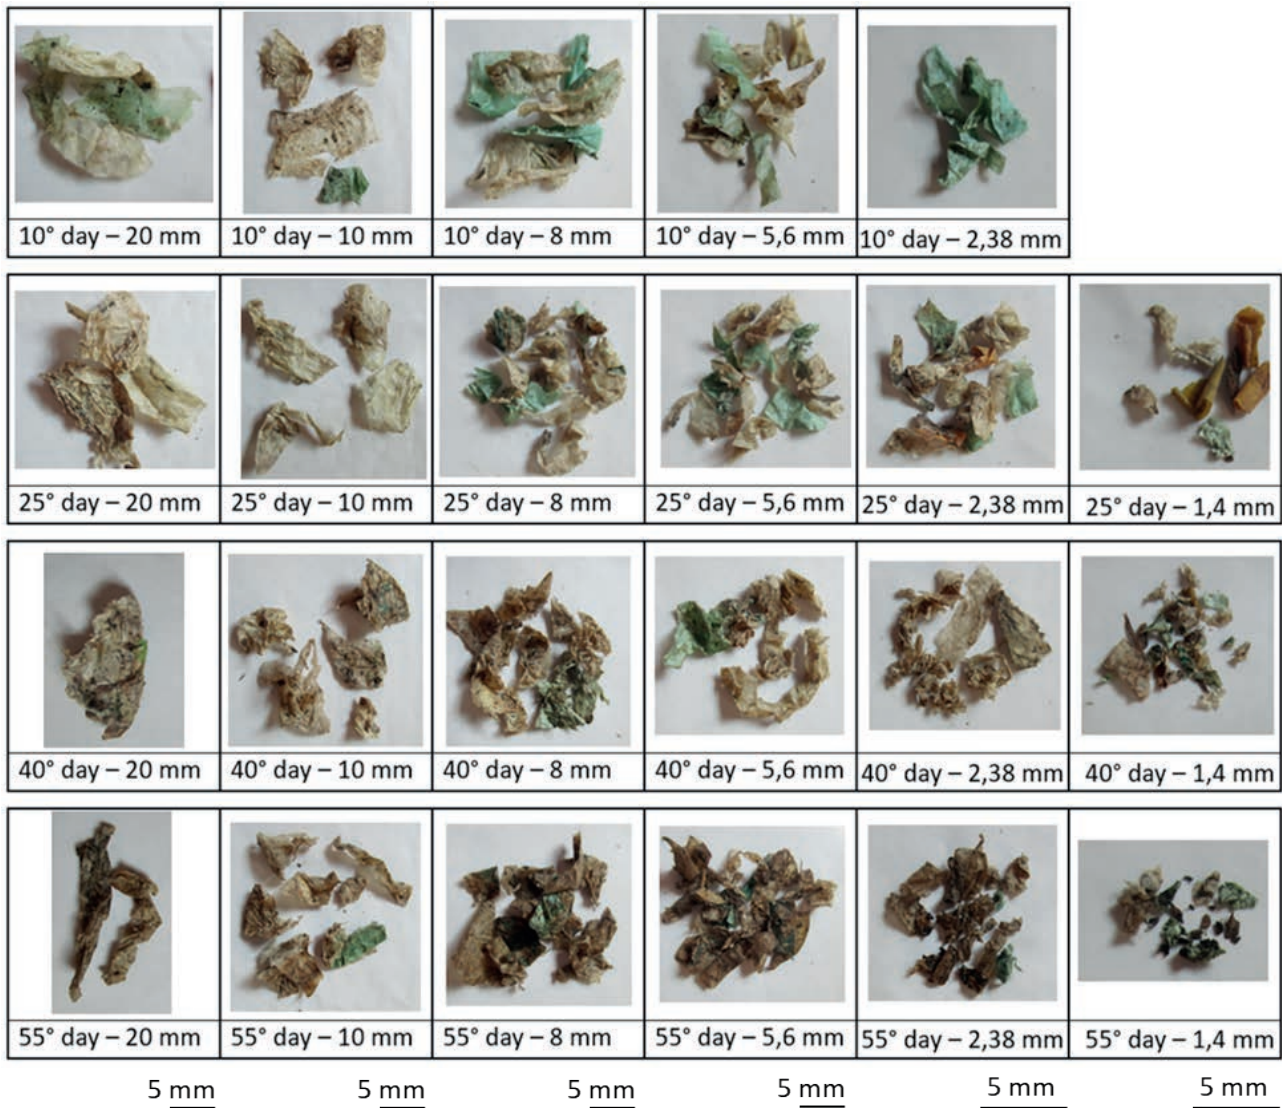 10° day – 20 mm
10° day – 10 mm
10° day – 8 mm
10° day – 5,6 mm
10° day – 2,38 mm
25° day – 20 mm
25° day – 10 mm
25° day – 8 mm
25° day – 5,6 mm
25° day – 2,38 mm
25° day – 1,4 mm
40° day – 20 mm
40° day – 10 mm
40° day – 8 mm
40° day – 5,6 mm
40° day – 2,38 mm
40° day – 1,4 mm
55° day – 20 mm
55° day – 10 mm
55° day – 8 mm
55° day – 5,6 mm
55° day – 2,38 mm
55° day – 1,4 mm
5 mm
5 mm
5 mm
5 mm
5 mm
5 mm